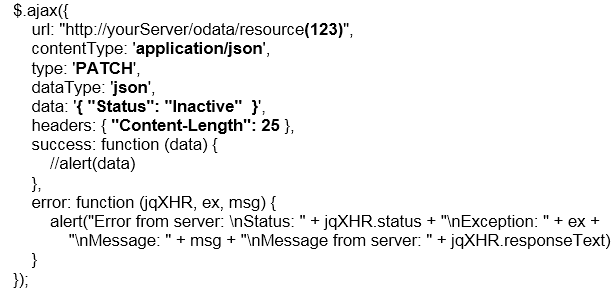 $.ajax({
url: "http://yourServer/odata/resource(123)",
contentType: 'application/json',
type: 'PATCH',
dataType: 'json',
data: '{ "Status": "Inactive"  }',
headers: { "Content-Length": 25 },
success: function (data) {
//alert(data)
},
error: function (jqXHR, ex, msg) {
alert("Error from server: \nStatus: " + jqXHR.status + "\nException: " + ex +
"\nMessage: " + msg + "\nMessage from server: " + jqXHR.responseText)
}
});